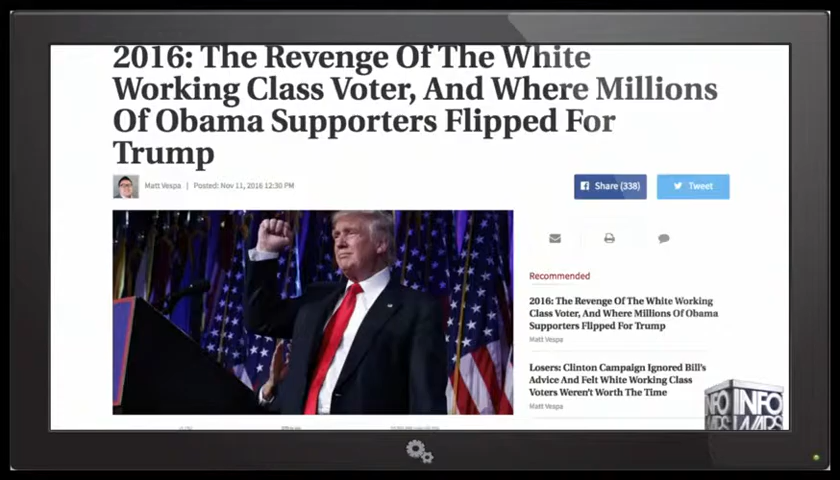 2016: The Revenge Of The White
Working Class Voter, And Where Millions
Of Obama Supporters Flipped For
Trump
Matt Vespa | Posted: Nov 11, 2016 12:30 PM
Share (338)
Tweet
Recommended
2016: The Revenge Of The White Working
Class Voter, And Where Millions Of Obama
Supporters Flipped For Trump
Matt Vespa
Losers: Clinton Campaign Ignored Bill's
Advice And Felt White Working Class
Voters Weren't Worth The Time
Matt Vespa
INFO
WARS